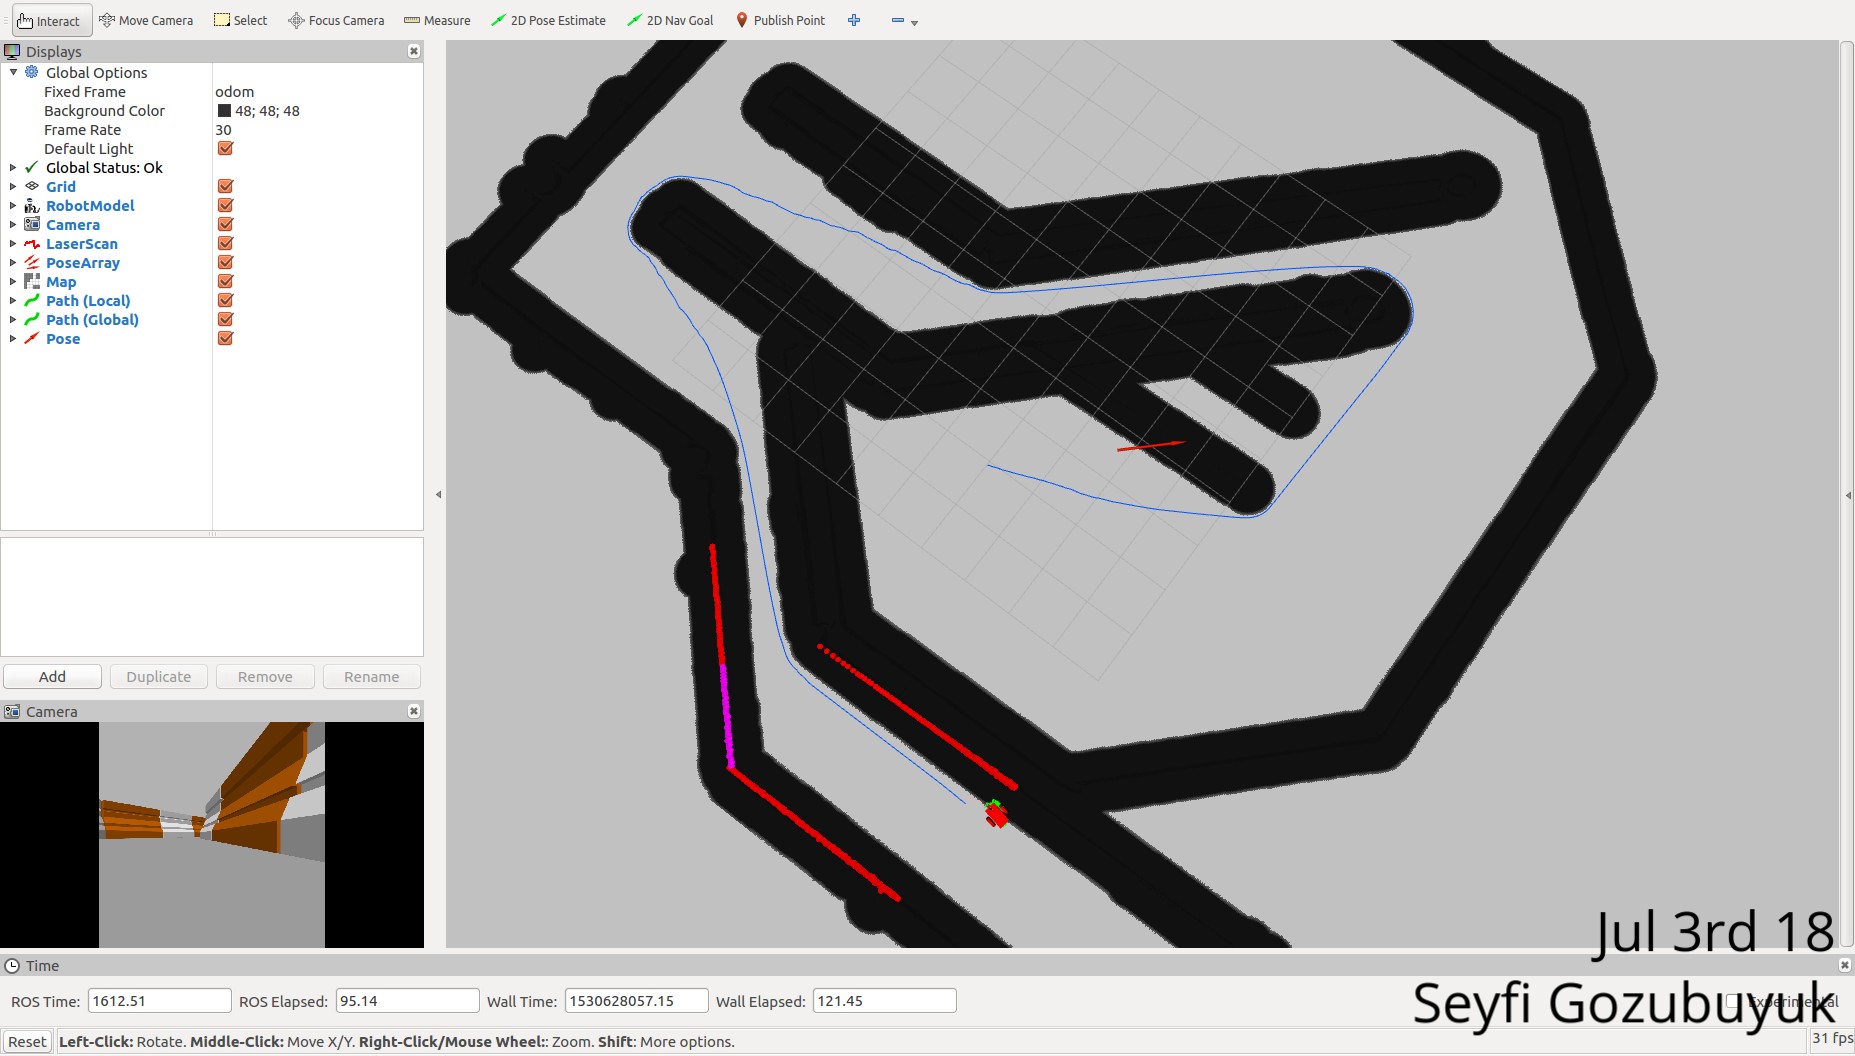 Interact Move Camera Select Focus Camera Measure 2D Pose Estimate 2D Nav Goal Publish Point
Displays
Global Options
Fixed Frame odom
Background Color 48; 48; 48
Frame Rate 30
Default Light
Global Status: Ok
Grid
RobotModel
Camera
LaserScan
PoseArray
Map
Path (Local)
Path (Global)
Pose
Add Duplicate Remove Rename
Camera
Jul 3rd 18
Time
Seyfi Gozubuyuk
ROS Time: 1612.51 ROS Elapsed: 95.14 Wall Time: 1530628057.15 Wall Elapsed: 121.45 Experimental
Reset Left-Click: Rotate. Middle-Click: Move X/Y. Right-Click/Mouse Wheel:: Zoom. Shift: More options. 31 fps